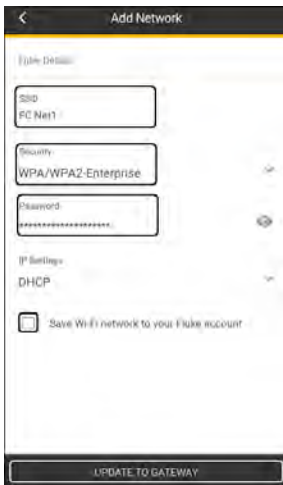 Add Network
Enter Details
SSID
FC Net1
Security
WPA/WPA2-Enterprise
Password
********************
IP Settings
DHCP
Save Wi-Fi network to your Fluke account
UPDATE TO GATEWAY